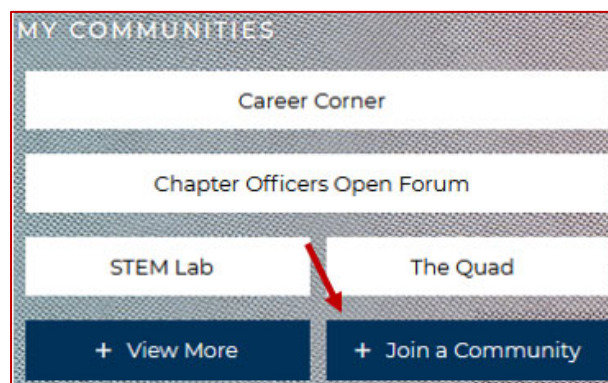 MY COMMUNITIES
Career Corner
Chapter Officers Open Forum
STEM Lab
The Quad
+ View More
+ Join a Community